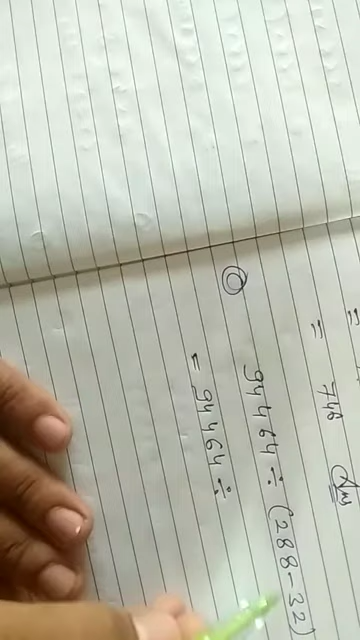 =
= 748 Ans
94464 ÷ (288-32)
= 94464 ÷